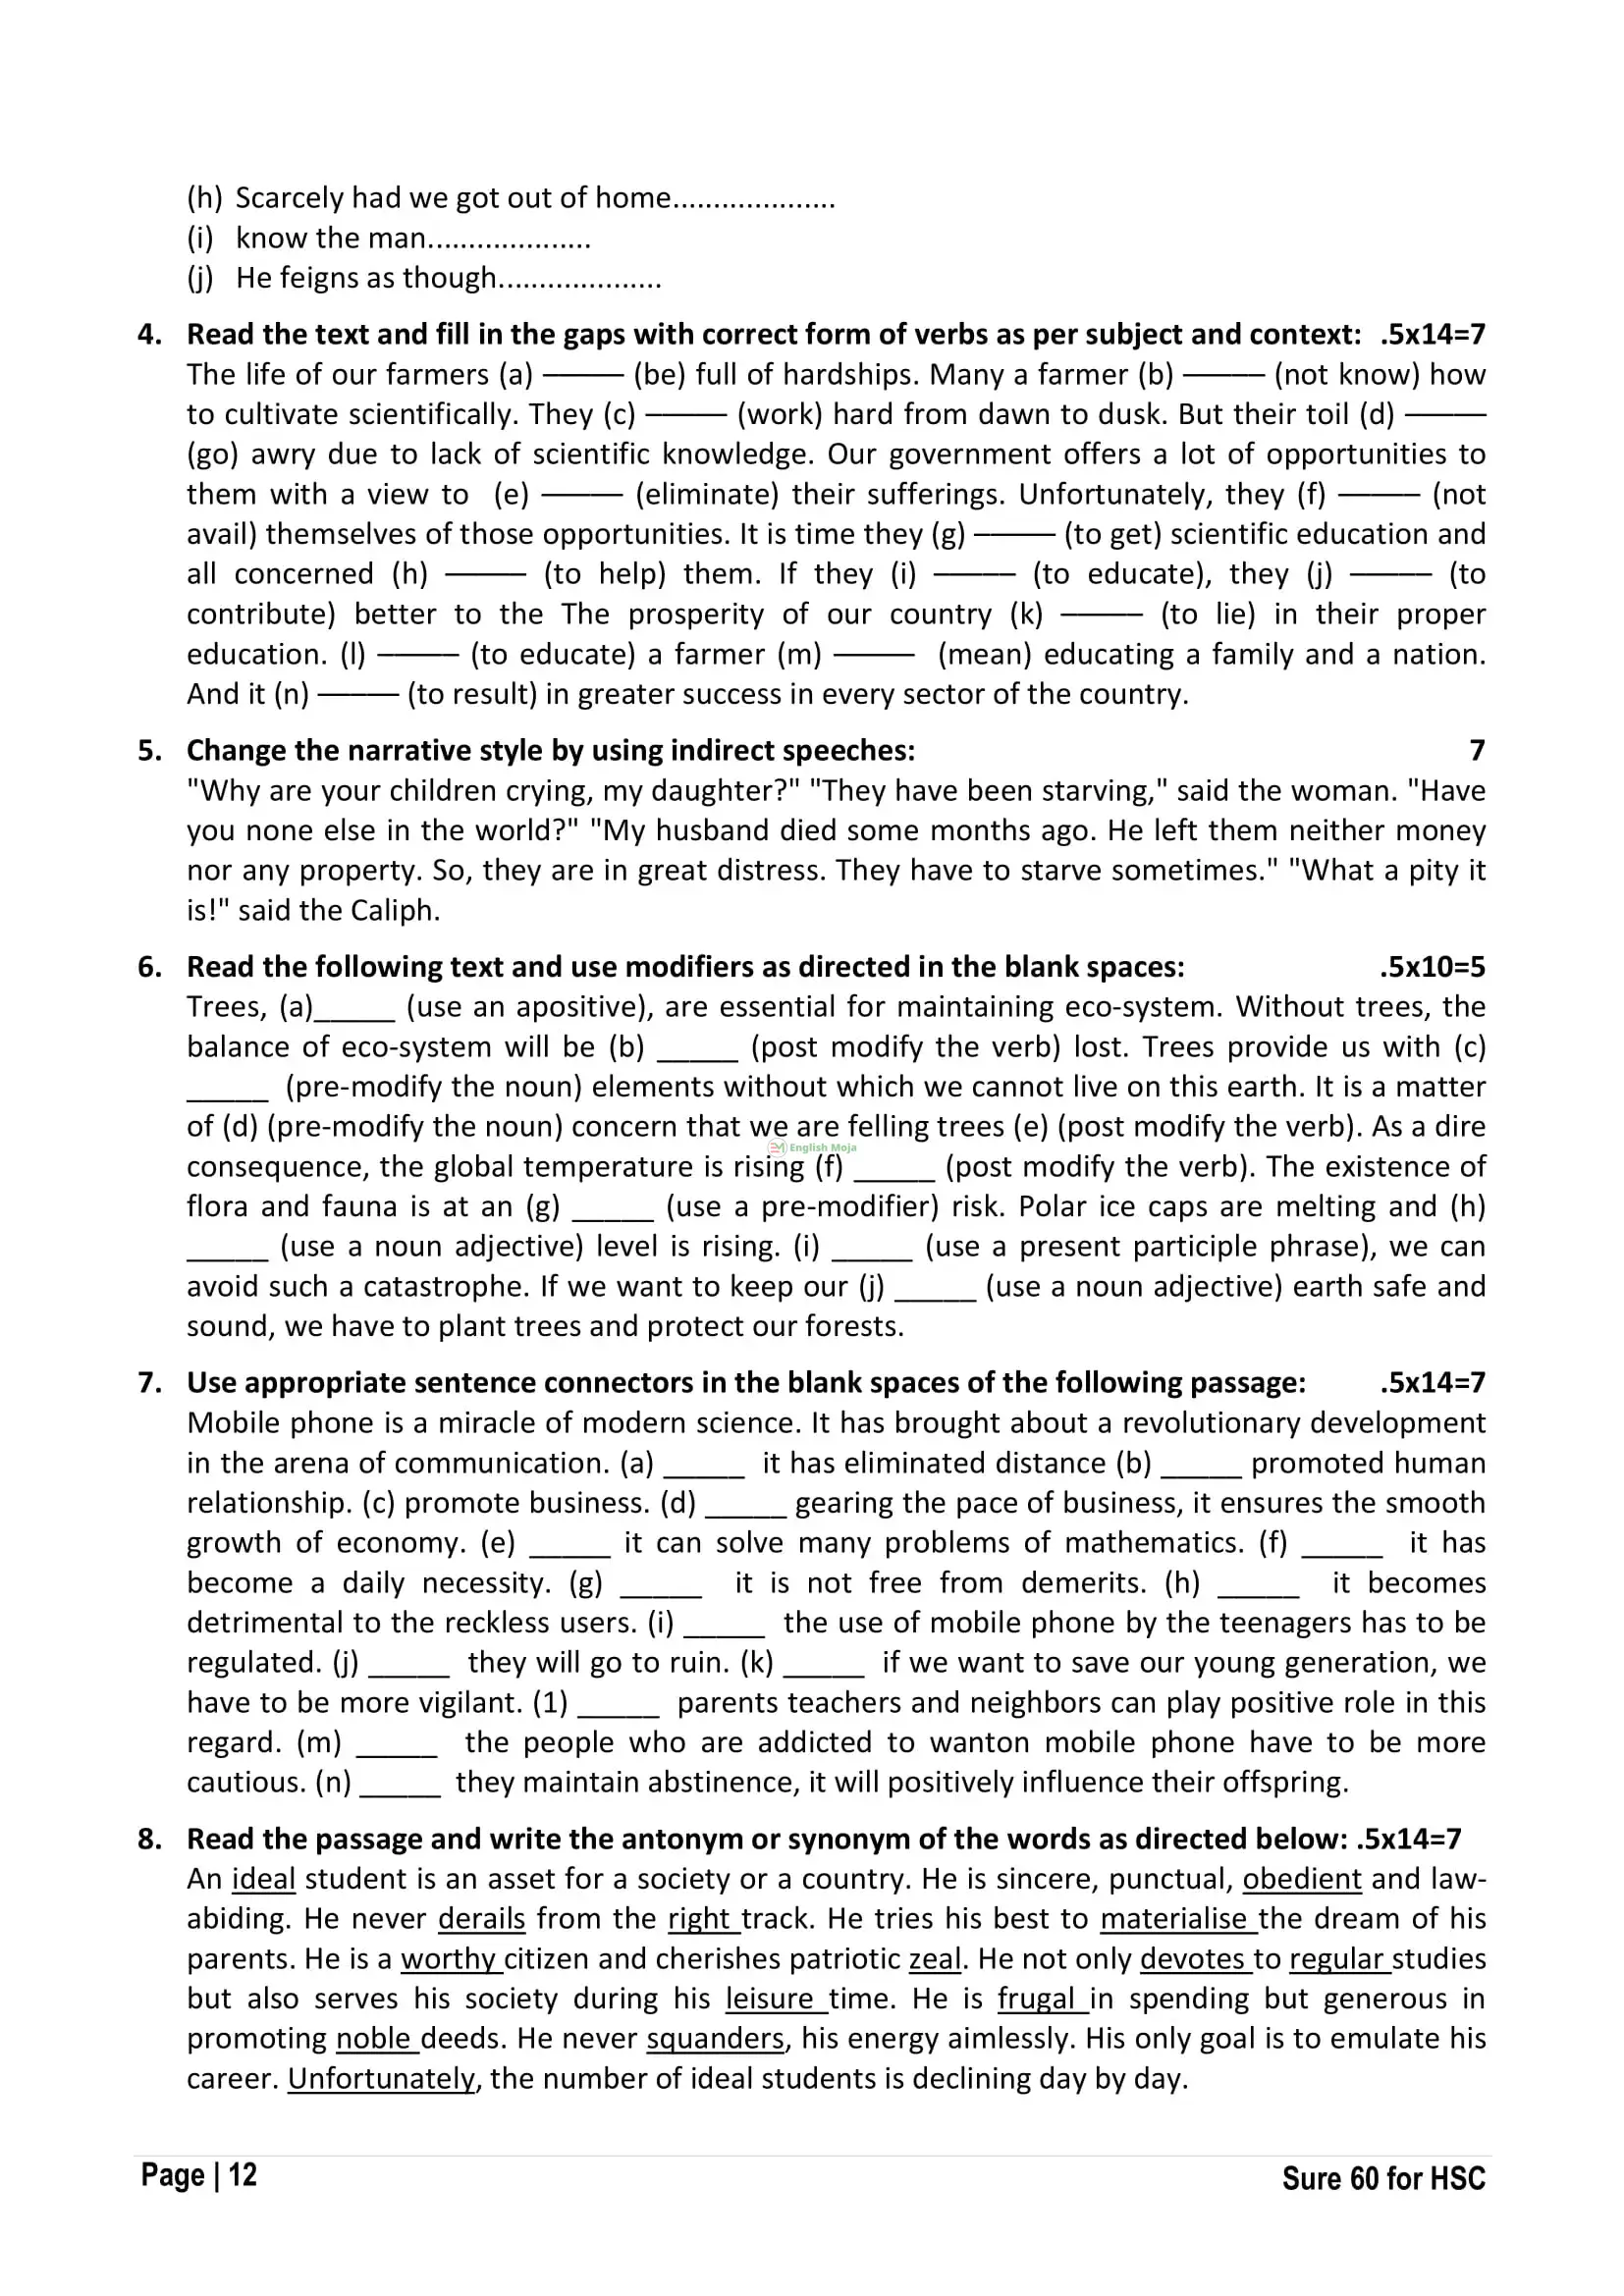 (h) Scarcely had we got out of home....................
(i) know the man....................
(j) He feigns as though....................
4. Read the text and fill in the gaps with correct form of verbs as per subject and context: .5x14=7
The life of our farmers (a) ——— (be) full of hardships. Many a farmer (b) ——— (not know) how
to cultivate scientifically. They (c) ——— (work) hard from dawn to dusk. But their toil (d) ———
(go) awry due to lack of scientific knowledge. Our government offers a lot of opportunities to
them with a view to (e) ——— (eliminate) their sufferings. Unfortunately, they (f) ——— (not
avail) themselves of those opportunities. It is time they (g) ——— (to get) scientific education and
all concerned (h) ——— (to help) them. If they (i) ——— (to educate), they (j) ——— (to
contribute) better to the The prosperity of our country (k) ——— (to lie) in their proper
education. (l) ——— (to educate) a farmer (m) ——— (mean) educating a family and a nation.
And it (n) ——— (to result) in greater success in every sector of the country.
5. Change the narrative style by using indirect speeches: 7
"Why are your children crying, my daughter?" "They have been starving," said the woman. "Have
you none else in the world?" "My husband died some months ago. He left them neither money
nor any property. So, they are in great distress. They have to starve sometimes." "What a pity it
is!" said the Caliph.
6. Read the following text and use modifiers as directed in the blank spaces: .5x10=5
Trees, (a)_____ (use an apositive), are essential for maintaining eco-system. Without trees, the
balance of eco-system will be (b) _____ (post modify the verb) lost. Trees provide us with (c)
_____ (pre-modify the noun) elements without which we cannot live on this earth. It is a matter
of (d) (pre-modify the noun) concern that we are felling trees (e) (post modify the verb). As a dire
English Moja
consequence, the global temperature is rising (f) _____ (post modify the verb). The existence of
flora and fauna is at an (g) _____ (use a pre-modifier) risk. Polar ice caps are melting and (h)
_____ (use a noun adjective) level is rising. (i) _____ (use a present participle phrase), we can
avoid such a catastrophe. If we want to keep our (j) _____ (use a noun adjective) earth safe and
sound, we have to plant trees and protect our forests.
7. Use appropriate sentence connectors in the blank spaces of the following passage: .5x14=7
Mobile phone is a miracle of modern science. It has brought about a revolutionary development
in the arena of communication. (a) _____ it has eliminated distance (b) _____ promoted human
relationship. (c) promote business. (d) _____ gearing the pace of business, it ensures the smooth
growth of economy. (e) _____ it can solve many problems of mathematics. (f) _____ it has
become a daily necessity. (g) _____ it is not free from demerits. (h) _____ it becomes
detrimental to the reckless users. (i) _____ the use of mobile phone by the teenagers has to be
regulated. (j) _____ they will go to ruin. (k) _____ if we want to save our young generation, we
have to be more vigilant. (1) _____ parents teachers and neighbors can play positive role in this
regard. (m) _____ the people who are addicted to wanton mobile phone have to be more
cautious. (n) _____ they maintain abstinence, it will positively influence their offspring.
8. Read the passage and write the antonym or synonym of the words as directed below: .5x14=7
An ideal student is an asset for a society or a country. He is sincere, punctual, obedient and law-
abiding. He never derails from the right track. He tries his best to materialise the dream of his
parents. He is a worthy citizen and cherishes patriotic zeal. He not only devotes to regular studies
but also serves his society during his leisure time. He is frugal in spending but generous in
promoting noble deeds. He never squanders, his energy aimlessly. His only goal is to emulate his
career. Unfortunately, the number of ideal students is declining day by day.
Page | 12 Sure 60 for HSC